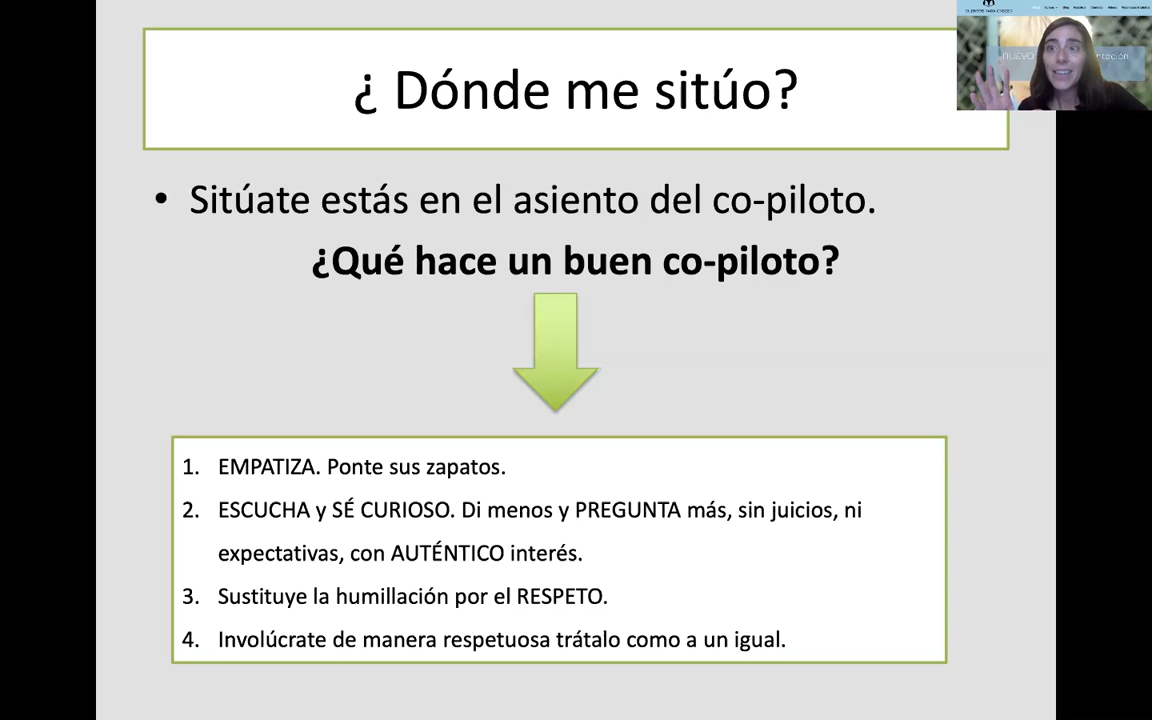 ¿ Dónde me sitúo?
• Sitúate estás en el asiento del co-piloto.
¿Qué hace un buen co-piloto?
1. EMPATIZA. Ponte sus zapatos.
2. ESCUCHA y SÉ CURIOSO. Di menos y PREGUNTA más, sin juicios, ni
expectativas, con AUTÉNTICO interés.
3. Sustituye la humillación por el RESPETO.
4. Involúcrate de manera respetuosa trátalo como a un igual.
NUEVO